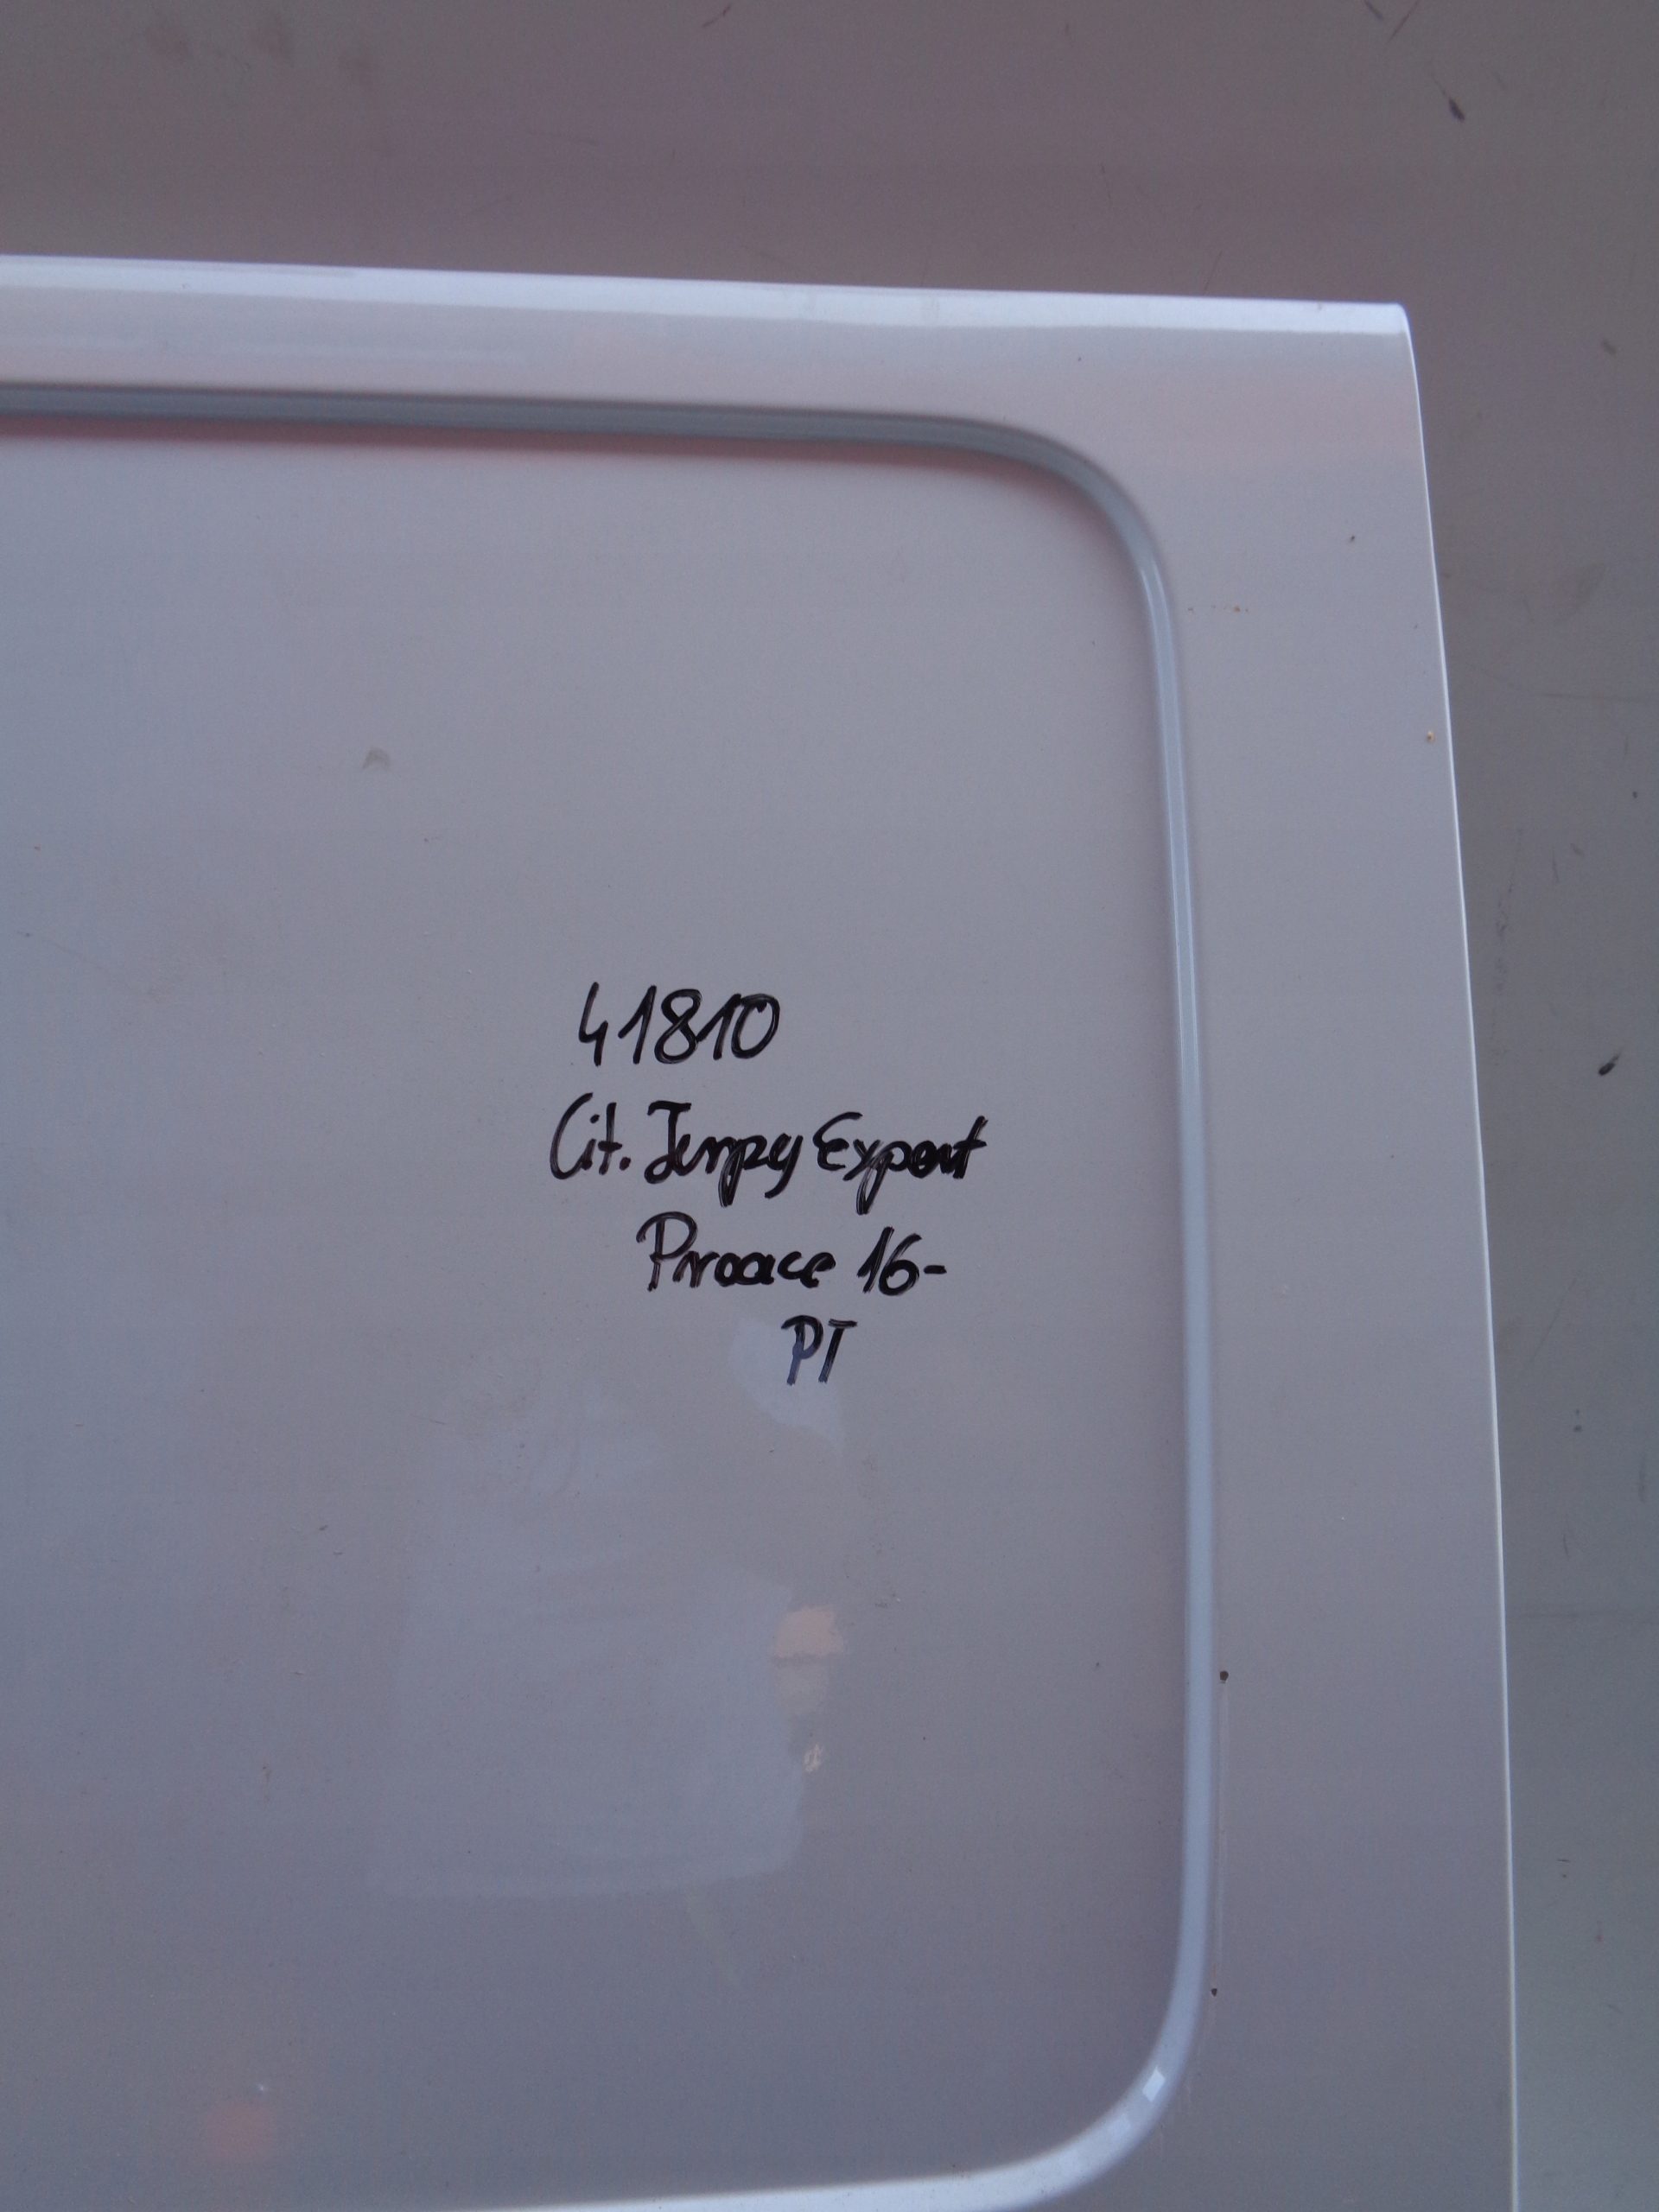 41810
Cit. Jumpy Expert
Proace 16-
PT